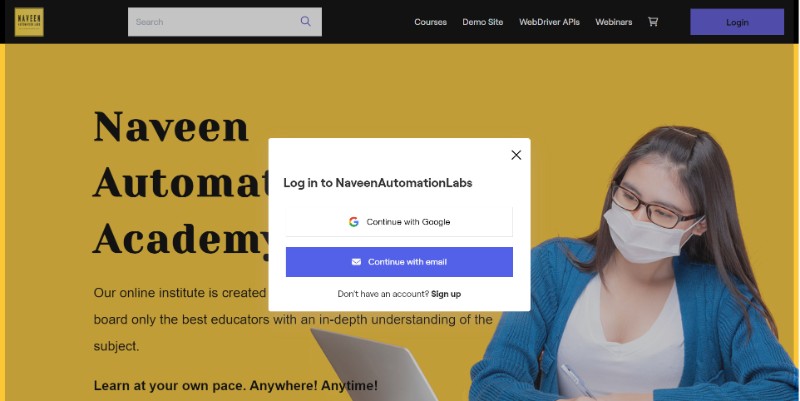 NAVEEN
AUTOMATION LABS
Search
Courses
Demo Site
WebDriver APIs
Webinars
Login
Naveen
Automat
Academy
Log in to NaveenAutomationLabs
Continue with Google
Continue with email
Don't have an account? Sign up
Our online institute is created
board only the best educators with an in-depth understanding of the
subject.
Learn at your own pace. Anywhere! Anytime!